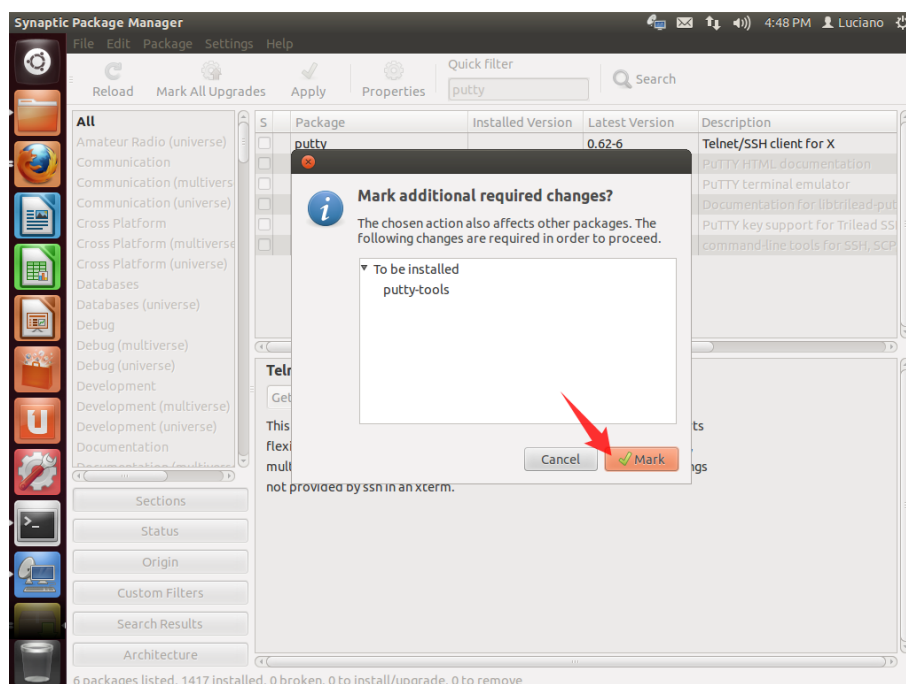 Synaptic Package Manager 4:48 PM Luciano
File Edit Package Settings Help
Reload Mark All Upgrades Apply Properties Quick filter putty Search
All
Amateur Radio (universe)
Communication
Communication (multivers
Communication (universe)
Cross Platform
Cross Platform (multiverse
Cross Platform (universe)
Databases
Databases (universe)
Debug
Debug (multiverse)
Debug (universe)
Development
Development (multiverse)
Development (universe)
Documentation
Documentation (multivers
Sections
Status
Origin
Custom Filters
Search Results
Architecture
S Package Installed Version Latest Version Description
putty 0.62-6 Telnet/SSH client for X
PuTTY HTML documentation
PuTTY terminal emulator
Documentation for libtrilead-put
PuTTY key support for Trilead SS
line tools for SSH, SCP
Mark additional required changes?
The chosen action also affects other packages. The
following changes are required in order to proceed.
To be installed
putty-tools
Cancel Mark
Teln
Get
This ts
flexi
mult ngs
not provided by ssh in an xterm.
6 packages listed, 1417 installed, 0 broken. 0 to install/upgrade, 0 to remove